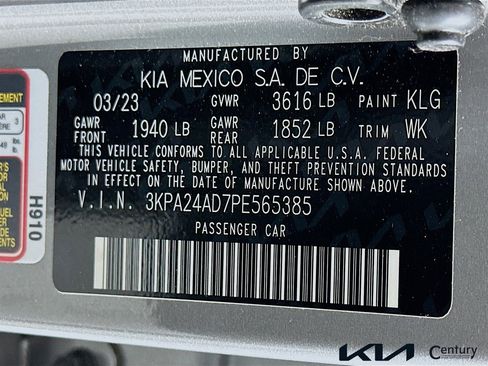 MANUFACTURED BY
KIA MEXICO S.A. DE C.V.
03/23 GVWR 3616 LB PAINT KLG
GAWR FRONT 1940 LB GAWR REAR 1852 LB TRIM WK
THIS VEHICLE CONFORMS TO ALL APPLICABLE U.S.A. FEDERAL
MOTOR VEHICLE SAFETY, BUMPER, AND THEFT PREVENTION STANDARDS
IN EFFECT ON THE DATE OF MANUFACTURE SHOWN ABOVE.
V.I.N. 3KPA24AD7PE565385
PASSENGER CAR
H910
KIA Century